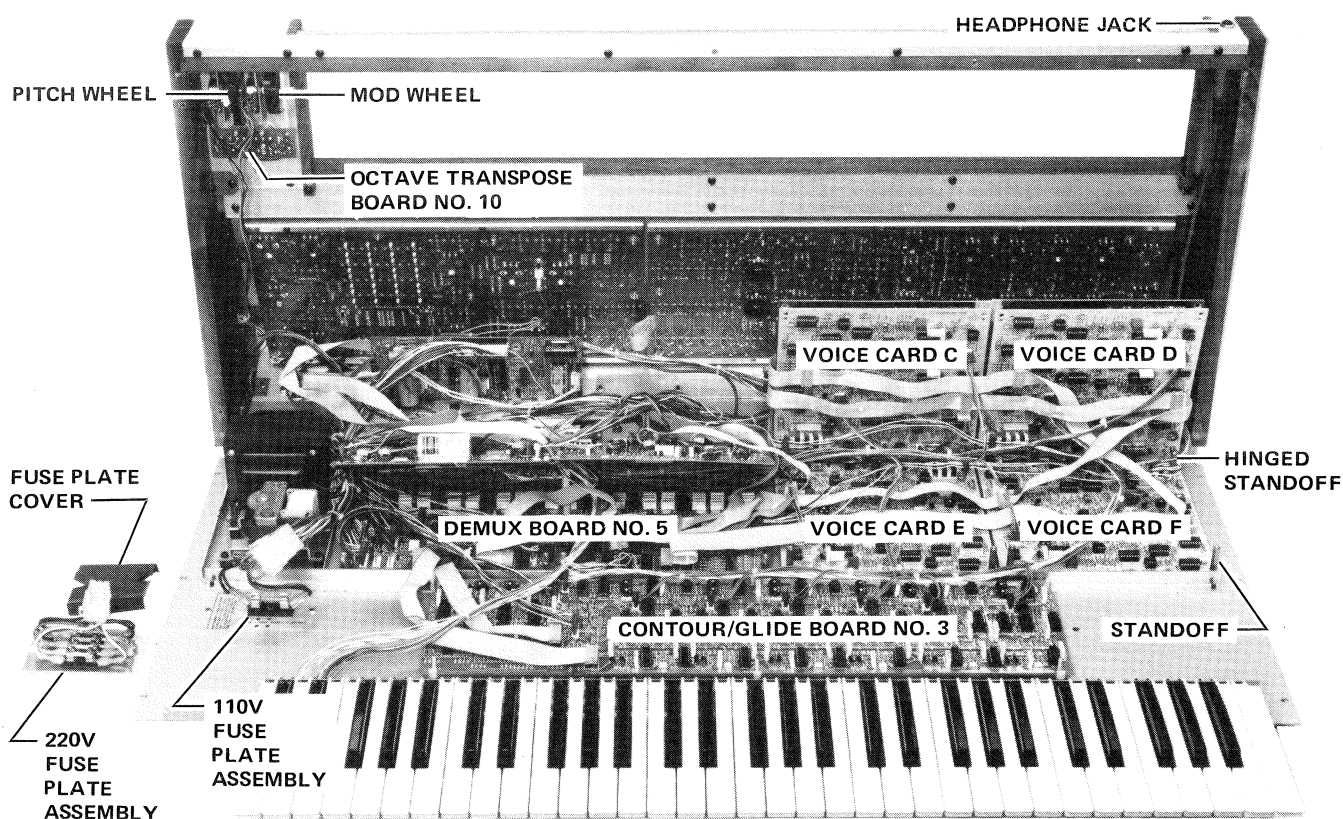 HEADPHONE JACK
PITCH WHEEL
MOD WHEEL
OCTAVE TRANSPOSE
BOARD NO. 10
VOICE CARD C
VOICE CARD D
HINGED
STANDOFF
FUSE PLATE
COVER
DEMUX BOARD NO. 5
VOICE CARD E
VOICE CARD F
CONTOUR/GLIDE BOARD NO. 3
STANDOFF
110V
FUSE
PLATE
ASSEMBLY
220V
FUSE
PLATE
ASSEMBLY